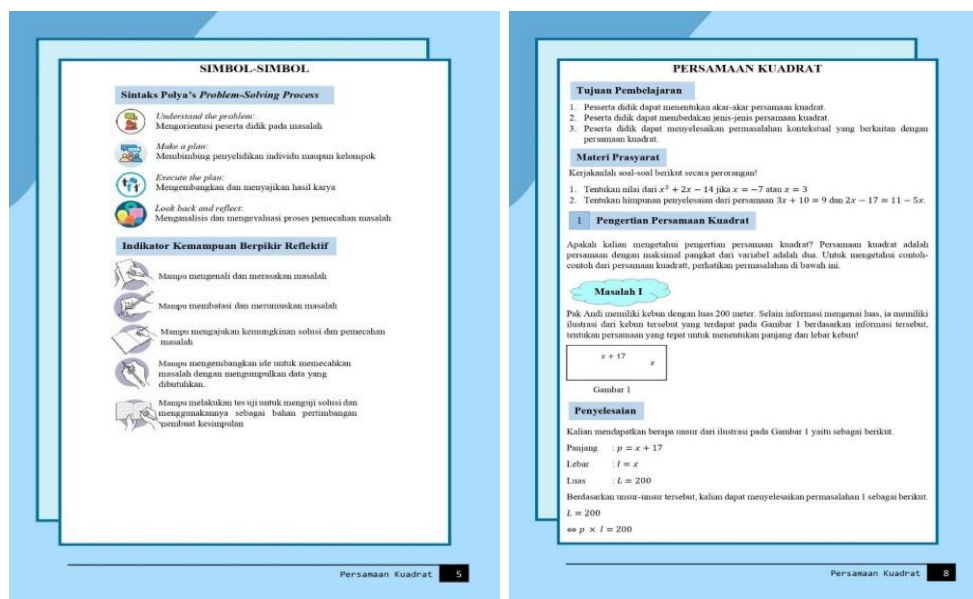 SIMBOL-SIMBOL
Sintaks Polya's Problem-Solving Process
Understand the problem:
Mengorientasi peserta didik pada masalah
Make a plan:
Membimbing penyelidikan individu maupun kelompok
Execute the plan:
Mengembangkan dan menyajikan hasil karya
Look back and reflect:
Menganalisis dan mengevaluasi proses pemecahan masalah
Indikator Kemampuan Berpikir Reflektif
Mampu mengenali dan merasakan masalah
Mampu membatasi dan merumuskan masalah
Mampu mengajukan kemungkinan solusi dan pemecahan
masalah
Mampu mengembangkan ide untuk memecahkan
masalah dengan mengumpulkan data yang
dibutuhkan.
Mampu melakukan tes uji untuk menguji solusi dan
menggunakannya sebagai bahan pertimbangan
pembuat kesimpulan
Persamaan Kuadrat 5
PERSAMAAN KUADRAT
Tujuan Pembelajaran
1. Pesserta didik dapat menentukan akar-akar persamaan kuadrat.
2. Peserta didik dapat membedakan jenis-jenis persamaan kuadrat.
3. Peserta didik dapat menyelesaikan permasalahan kontekstual yang berkaitan dengan
persamaan kuadrat.
Materi Prasyarat
Kerjakanlah soal-soal berikut secara perorangan!
1. Tentukan nilai dari x² + 2x − 14 jika x = −7 atau x = 3
2. Tentukan himpunan penyelesaian dari persamaan 3x + 10 = 9 dan 2x − 17 = 11 − 5x.
1 Pengertian Persamaan Kuadrat
Apakah kalian mengetahui pengertian persamaan kuadrat? Persamaan kuadrat adalah
persamaan dengan maksimal pangkat dari variabel adalah dua. Untuk mengetahui contoh-
contoh dari persamaan kuadratt, perhatikan permasalahan di bawah ini.
Masalah I
Pak Andi memiliki kebun dengan luas 200 meter. Selain informasi mengenai luas, ia memiliki
ilustrasi dari kebun tersebut yang terdapat pada Gambar 1 berdasarkan informasi tersebut,
tentukan persamaan yang tepat untuk menentukan panjang dan lebar kebun!
x + 17
x
Gambar 1
Penyelesaian
Kalian mendapatkan berapa unsur dari ilustrasi pada Gambar 1 yaitu sebagai berikut.
Panjang : p = x + 17
Lebar : l = x
Luas : L = 200
Berdasarkan unsur-unsur tersebut, kalian dapat menyelesaikan permasalahan 1 sebagai berikut.
L = 200
⇔ p × l = 200
Persamaan Kuadrat 8